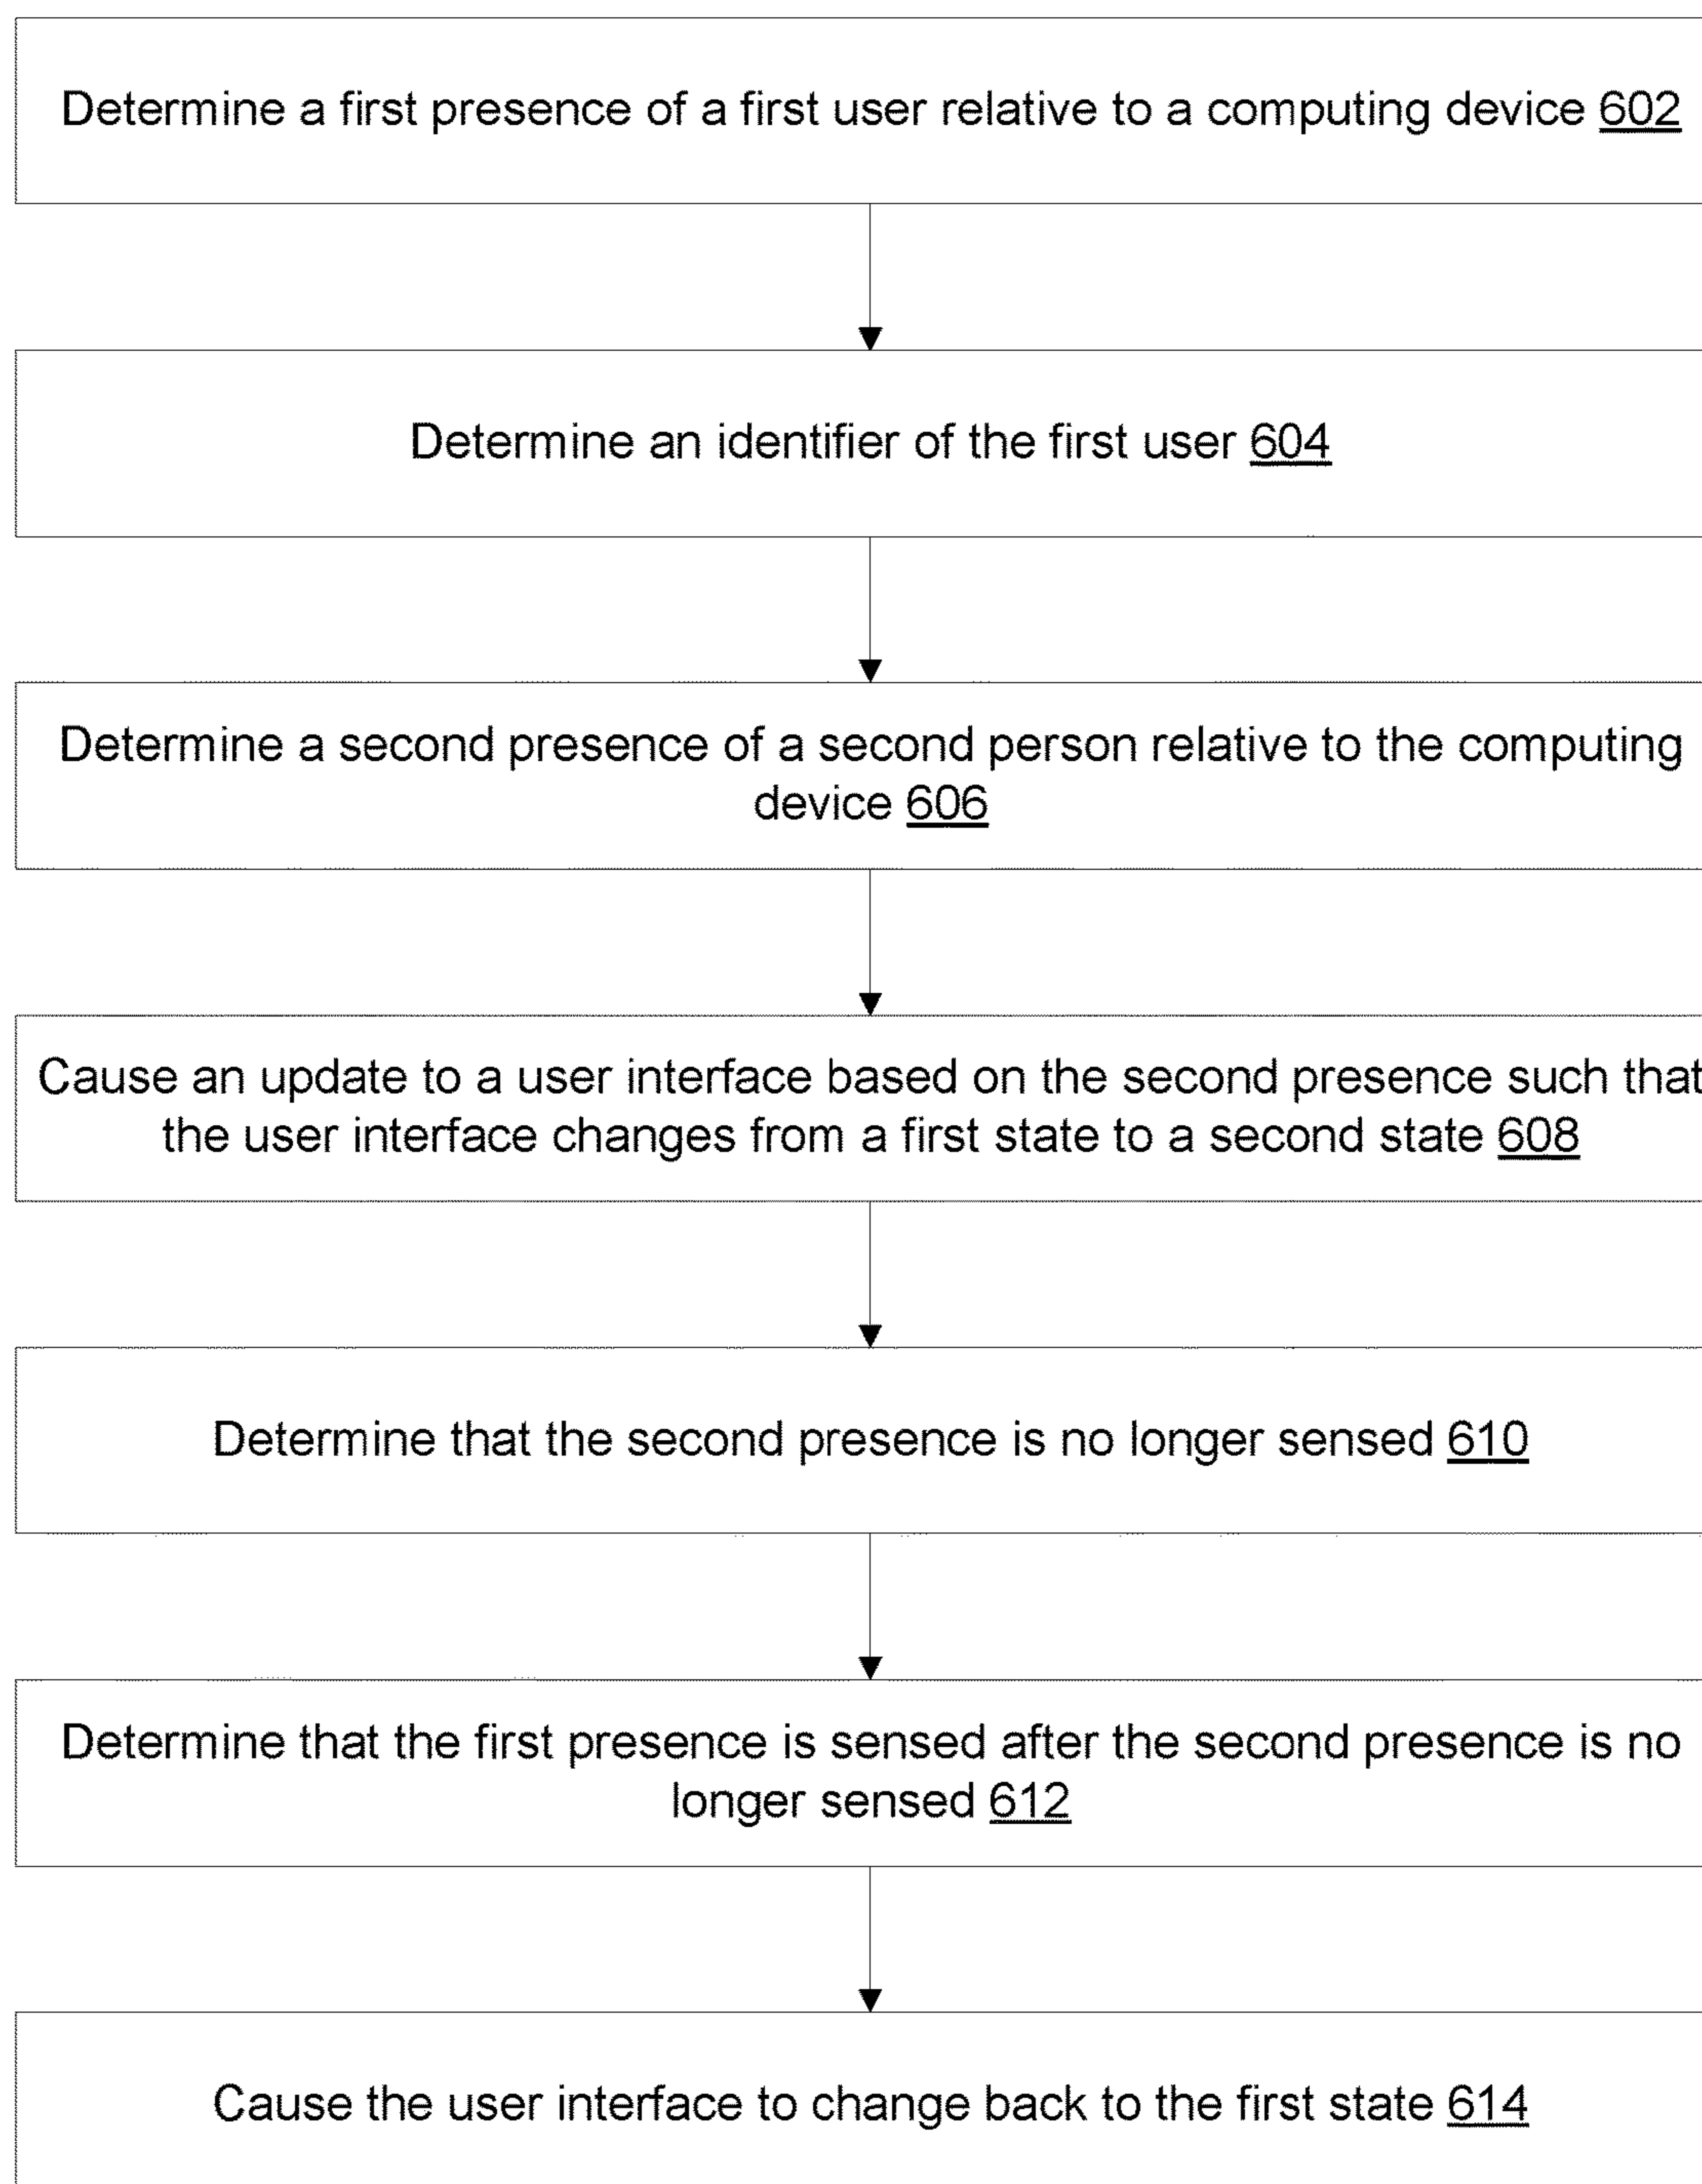 Determine a first presence of a first user relative to a computing device 602
Determine an identifier of the first user 604
Determine a second presence of a second person relative to the computing
device 606
Cause an update to a user interface based on the second presence such that
the user interface changes from a first state to a second state 608
Determine that the second presence is no longer sensed 610
Determine that the first presence is sensed after the second presence is no
longer sensed 612
Cause the user interface to change back to the first state 614